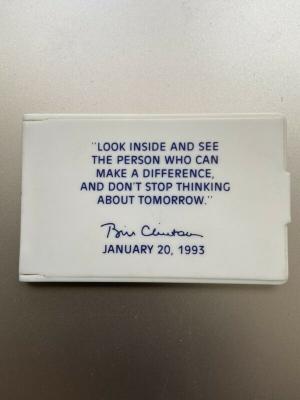 "LOOK INSIDE AND SEE
THE PERSON WHO CAN
MAKE A DIFFERENCE,
AND DON'T STOP THINKING
ABOUT TOMORROW."
Bill Clinton
JANUARY 20, 1993